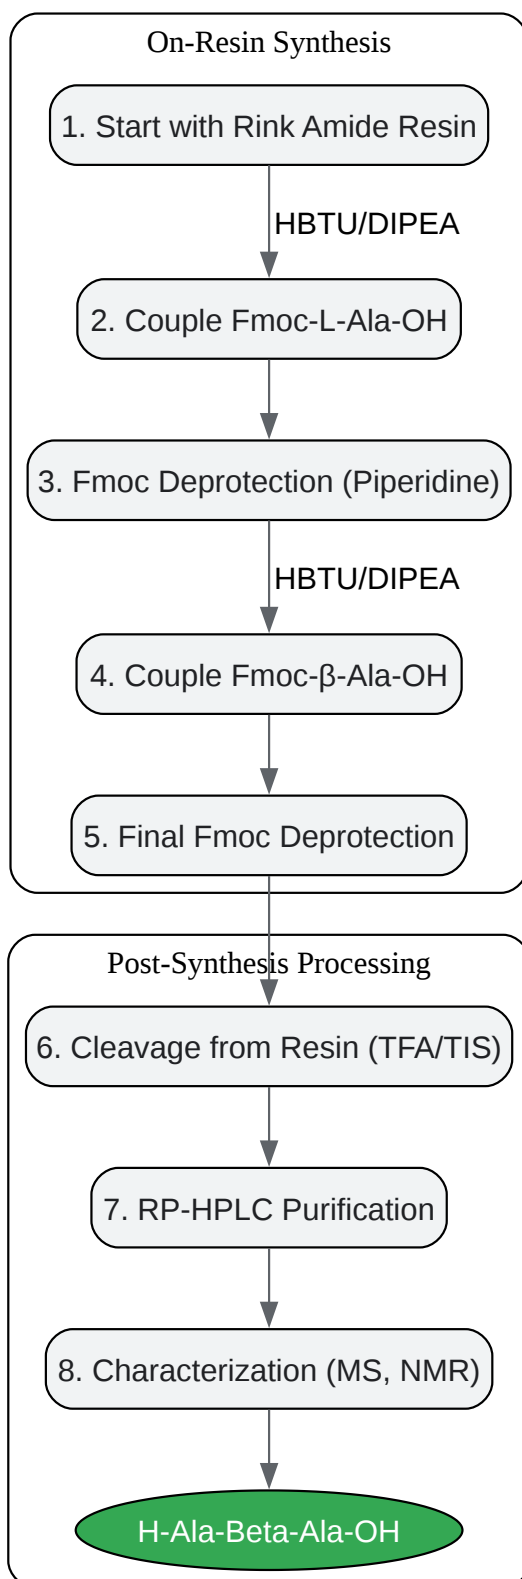 On-Resin Synthesis
1. Start with Rink Amide Resin
HBTU/DIPEA
2. Couple Fmoc-L-Ala-OH
3. Fmoc Deprotection (Piperidine)
HBTU/DIPEA
4. Couple Fmoc-β-Ala-OH
5. Final Fmoc Deprotection
Post-Synthesis Processing
6. Cleavage from Resin (TFA/TIS)
7. RP-HPLC Purification
8. Characterization (MS, NMR)
H-Ala-Beta-Ala-OH